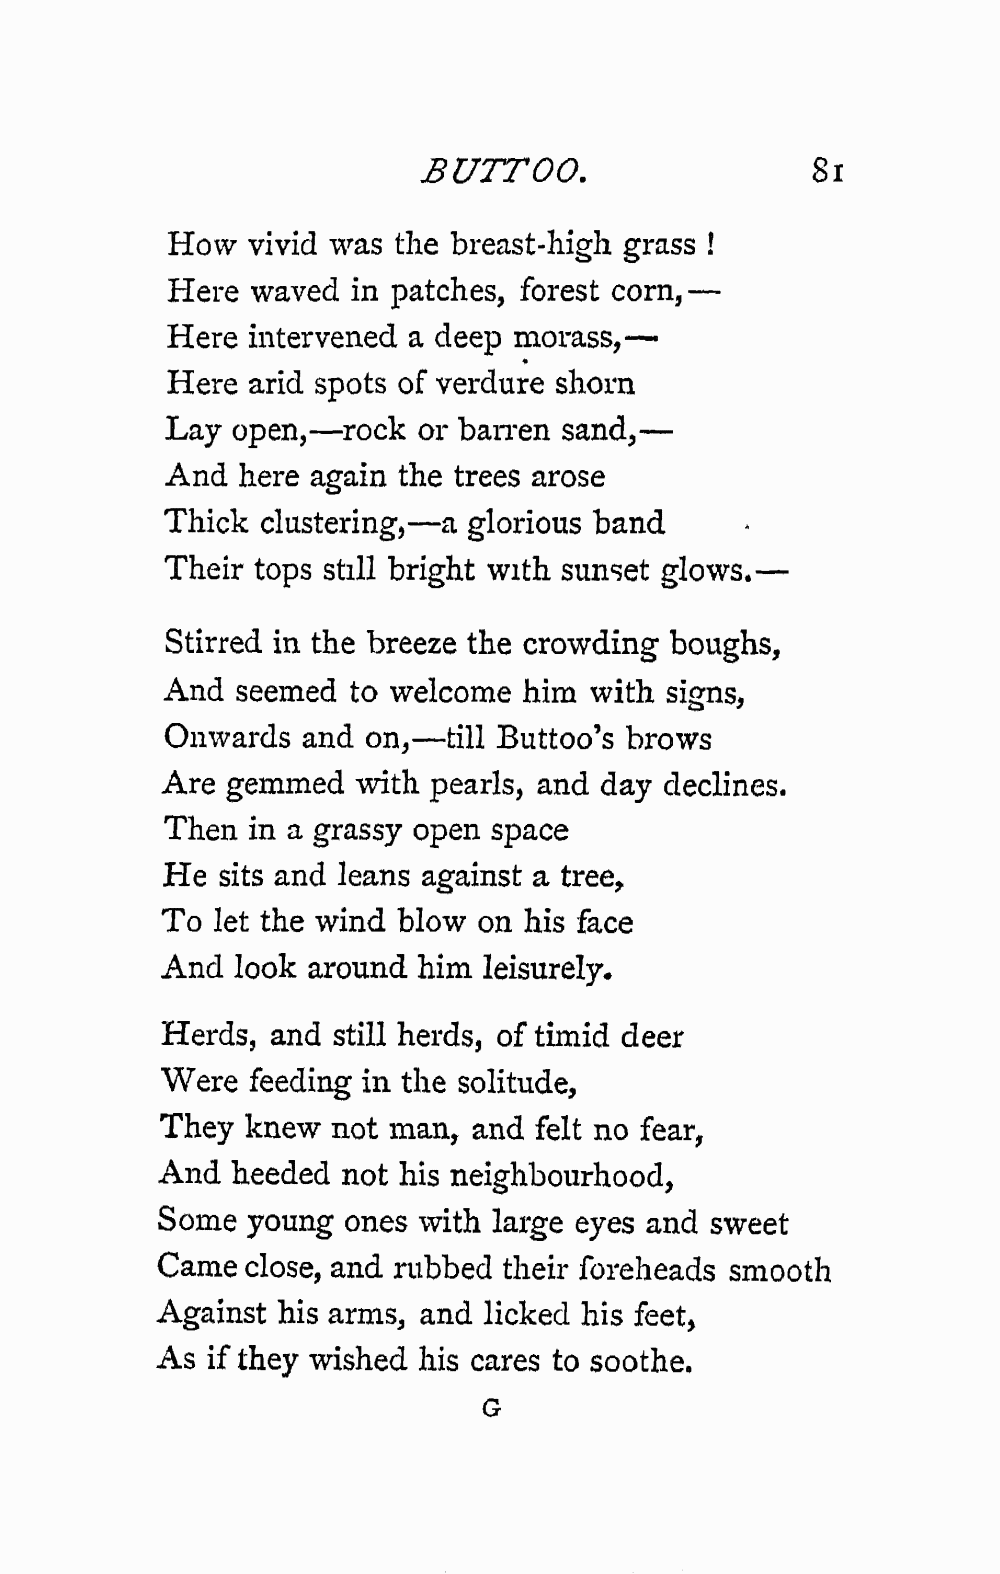 BUTTOO. 81
How vivid was the breast-high grass !
Here waved in patches, forest corn,—
Here intervened a deep morass,—
Here arid spots of verdure shorn
Lay open,—rock or barren sand,—
And here again the trees arose
Thick clustering,—a glorious band
Their tops still bright with sunset glows.—
Stirred in the breeze the crowding boughs,
And seemed to welcome him with signs,
Onwards and on,—till Buttoo's brows
Are gemmed with pearls, and day declines.
Then in a grassy open space
He sits and leans against a tree,
To let the wind blow on his face
And look around him leisurely.
Herds, and still herds, of timid deer
Were feeding in the solitude,
They knew not man, and felt no fear,
And heeded not his neighbourhood,
Some young ones with large eyes and sweet
Came close, and rubbed their foreheads smooth
Against his arms, and licked his feet,
As if they wished his cares to soothe.
G